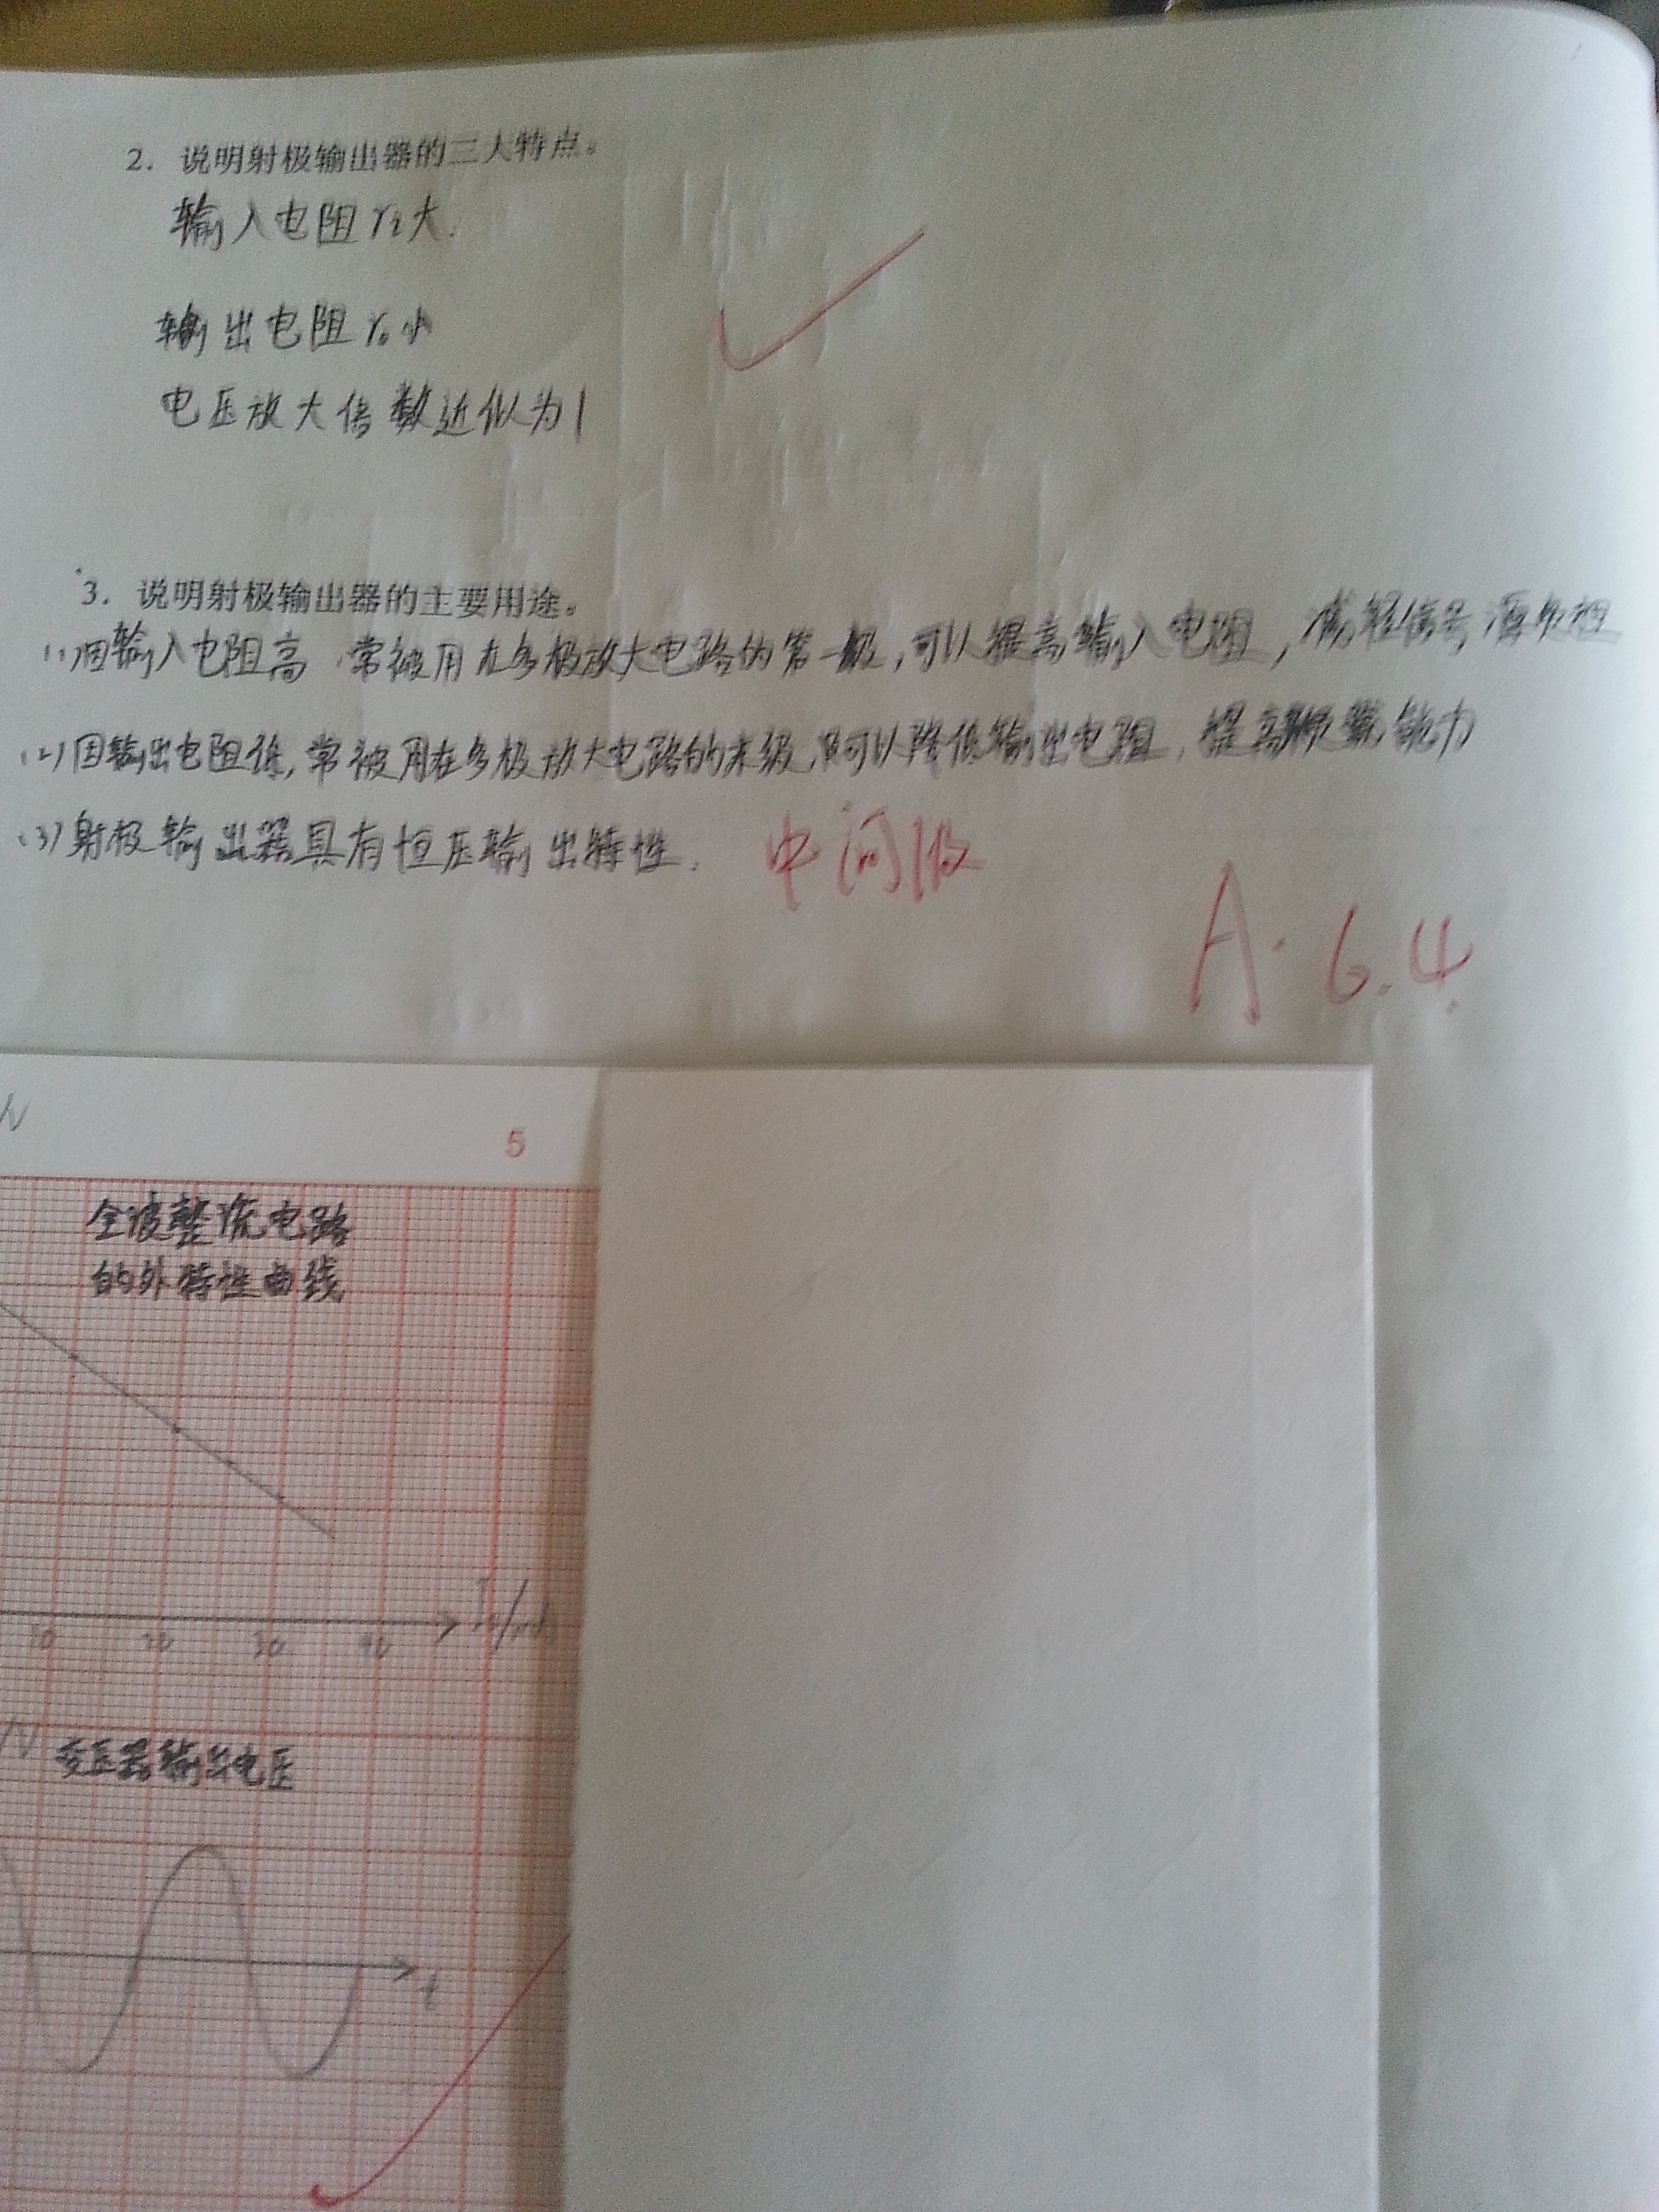 2. 说明射极输出器的三大特点。
输入电阻ri大.
输出电阻ro小
电压放大倍数近似为1
3. 说明射极输出器的主要用途。
(1)因输入电阻高 常被用在多极放大电路的第一级,可以提高输入电阻,减轻信号源负担
(2)因输出电阻低,常被用在多极放大电路的末级,可以降低输出电阻,提高带载能力
(3)射极输出器具有恒压输出特性.
中间级
A. 6.4.
/V
5
全波整流电路
的外特性曲线
10 20 30 40
/V
变压器输出电压
t